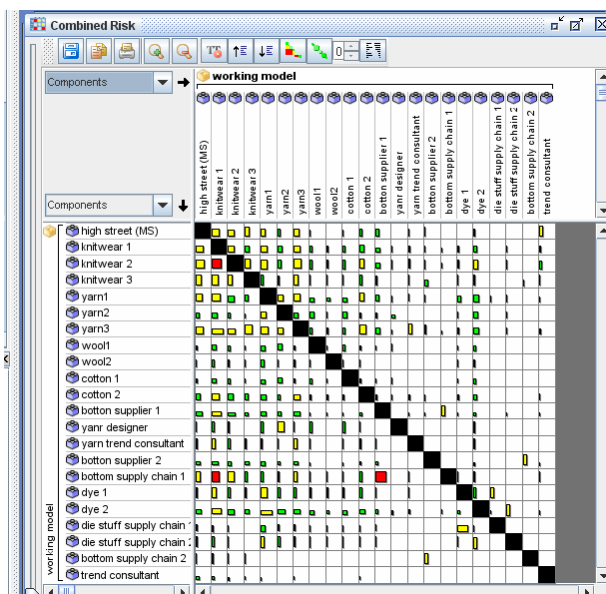 Combined Risk
0
Components
working model
high street (MS)
knitwear 1
knitwear 2
knitwear 3
yarn1
yarn2
yarn3
wool1
wool2
cotton 1
cotton 2
botton supplier 1
yanr designer
yarn trend consultant
botton supplier 2
bottom supply chain 1
dye 1
dye 2
die stuff supply chain 1
die stuff supply chain 2
bottom supply chain 2
trend consultant
Components
working model
high street (MS)
knitwear 1
knitwear 2
knitwear 3
yarn1
yarn2
yarn3
wool1
wool2
cotton 1
cotton 2
botton supplier 1
yanr designer
yarn trend consultant
botton supplier 2
bottom supply chain 1
dye 1
dye 2
die stuff supply chain
die stuff supply chain
bottom supply chain 2
trend consultant